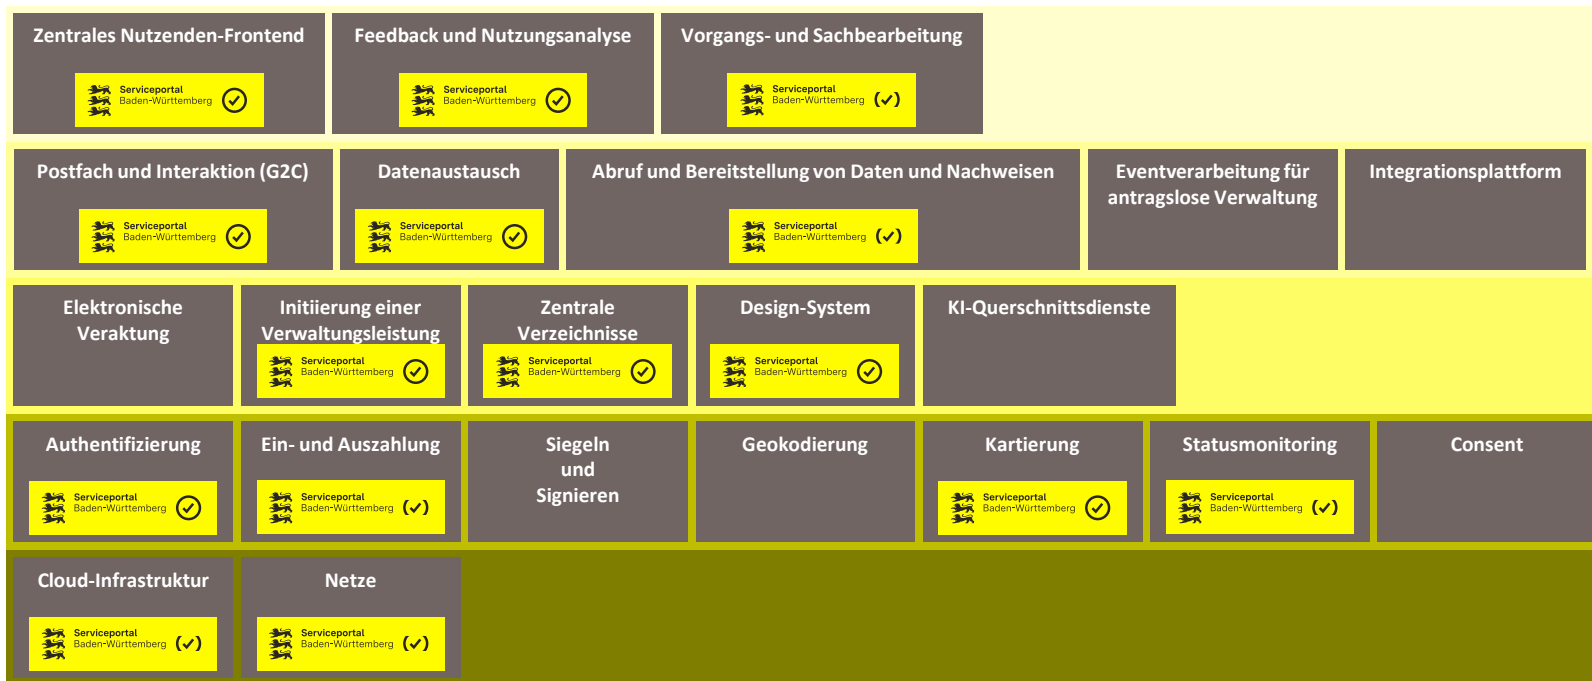 Zentrales Nutzenden-Frontend
Serviceportal
Baden-Württemberg
Feedback und Nutzungsanalyse
Serviceportal
Baden-Württemberg
Vorgangs- und Sachbearbeitung
Serviceportal
Baden-Württemberg
Postfach und Interaktion (G2C)
Serviceportal
Baden-Württemberg
Datenaustausch
Serviceportal
Baden-Württemberg
Abruf und Bereitstellung von Daten und Nachweisen
Serviceportal
Baden-Württemberg
Eventverarbeitung für
antragslose Verwaltung
Integrationsplattform
Elektronische
Veraktung
Initiierung einer
Verwaltungsleistung
Serviceportal
Baden-Württemberg
Zentrale
Verzeichnisse
Serviceportal
Baden-Württemberg
Design-System
Serviceportal
Baden-Württemberg
KI-Querschnittsdienste
Authentifizierung
Serviceportal
Baden-Württemberg
Ein- und Auszahlung
Serviceportal
Baden-Württemberg
Siegeln
und
Signieren
Geokodierung
Kartierung
Serviceportal
Baden-Württemberg
Statusmonitoring
Serviceportal
Baden-Württemberg
Consent
Cloud-Infrastruktur
Serviceportal
Baden-Württemberg
Netze
Serviceportal
Baden-Württemberg